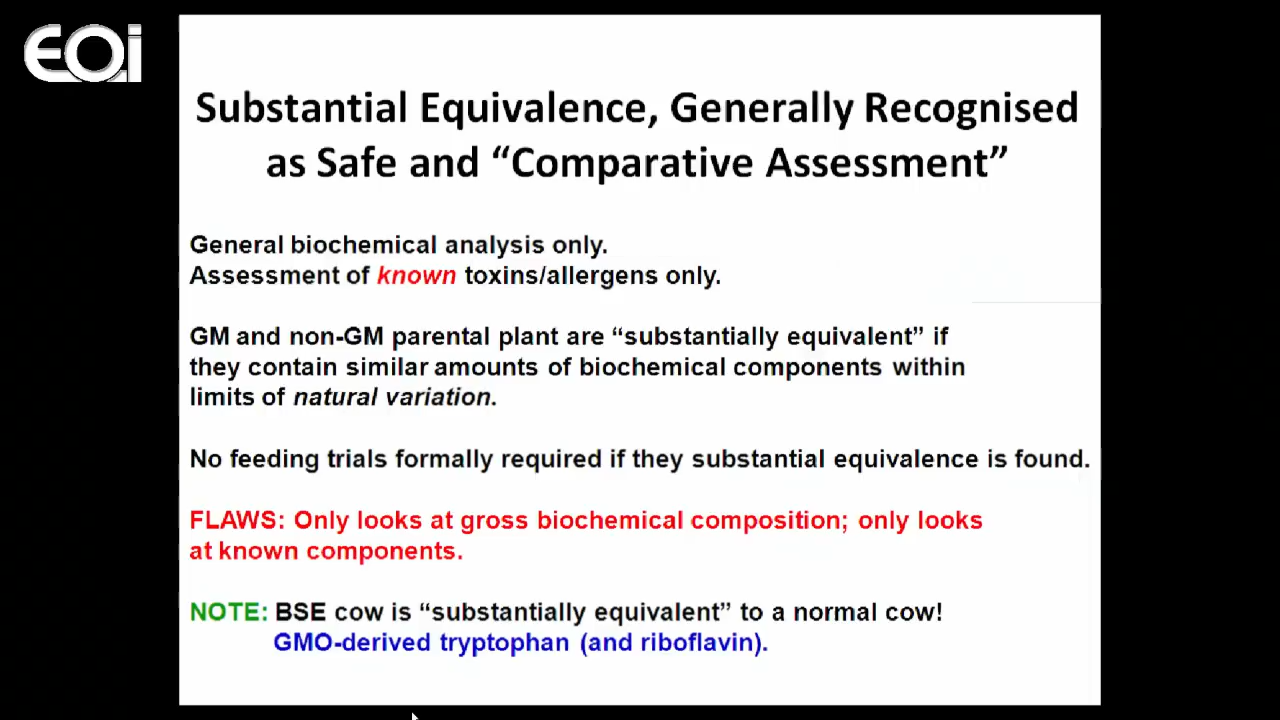 EOi
Substantial Equivalence, Generally Recognised
as Safe and “Comparative Assessment”
General biochemical analysis only.
Assessment of known toxins/allergens only.
GM and non-GM parental plant are “substantially equivalent” if
they contain similar amounts of biochemical components within
limits of natural variation.
No feeding trials formally required if they substantial equivalence is found.
FLAWS: Only looks at gross biochemical composition; only looks
at known components.
NOTE: BSE cow is “substantially equivalent” to a normal cow!
GMO-derived tryptophan (and riboflavin).